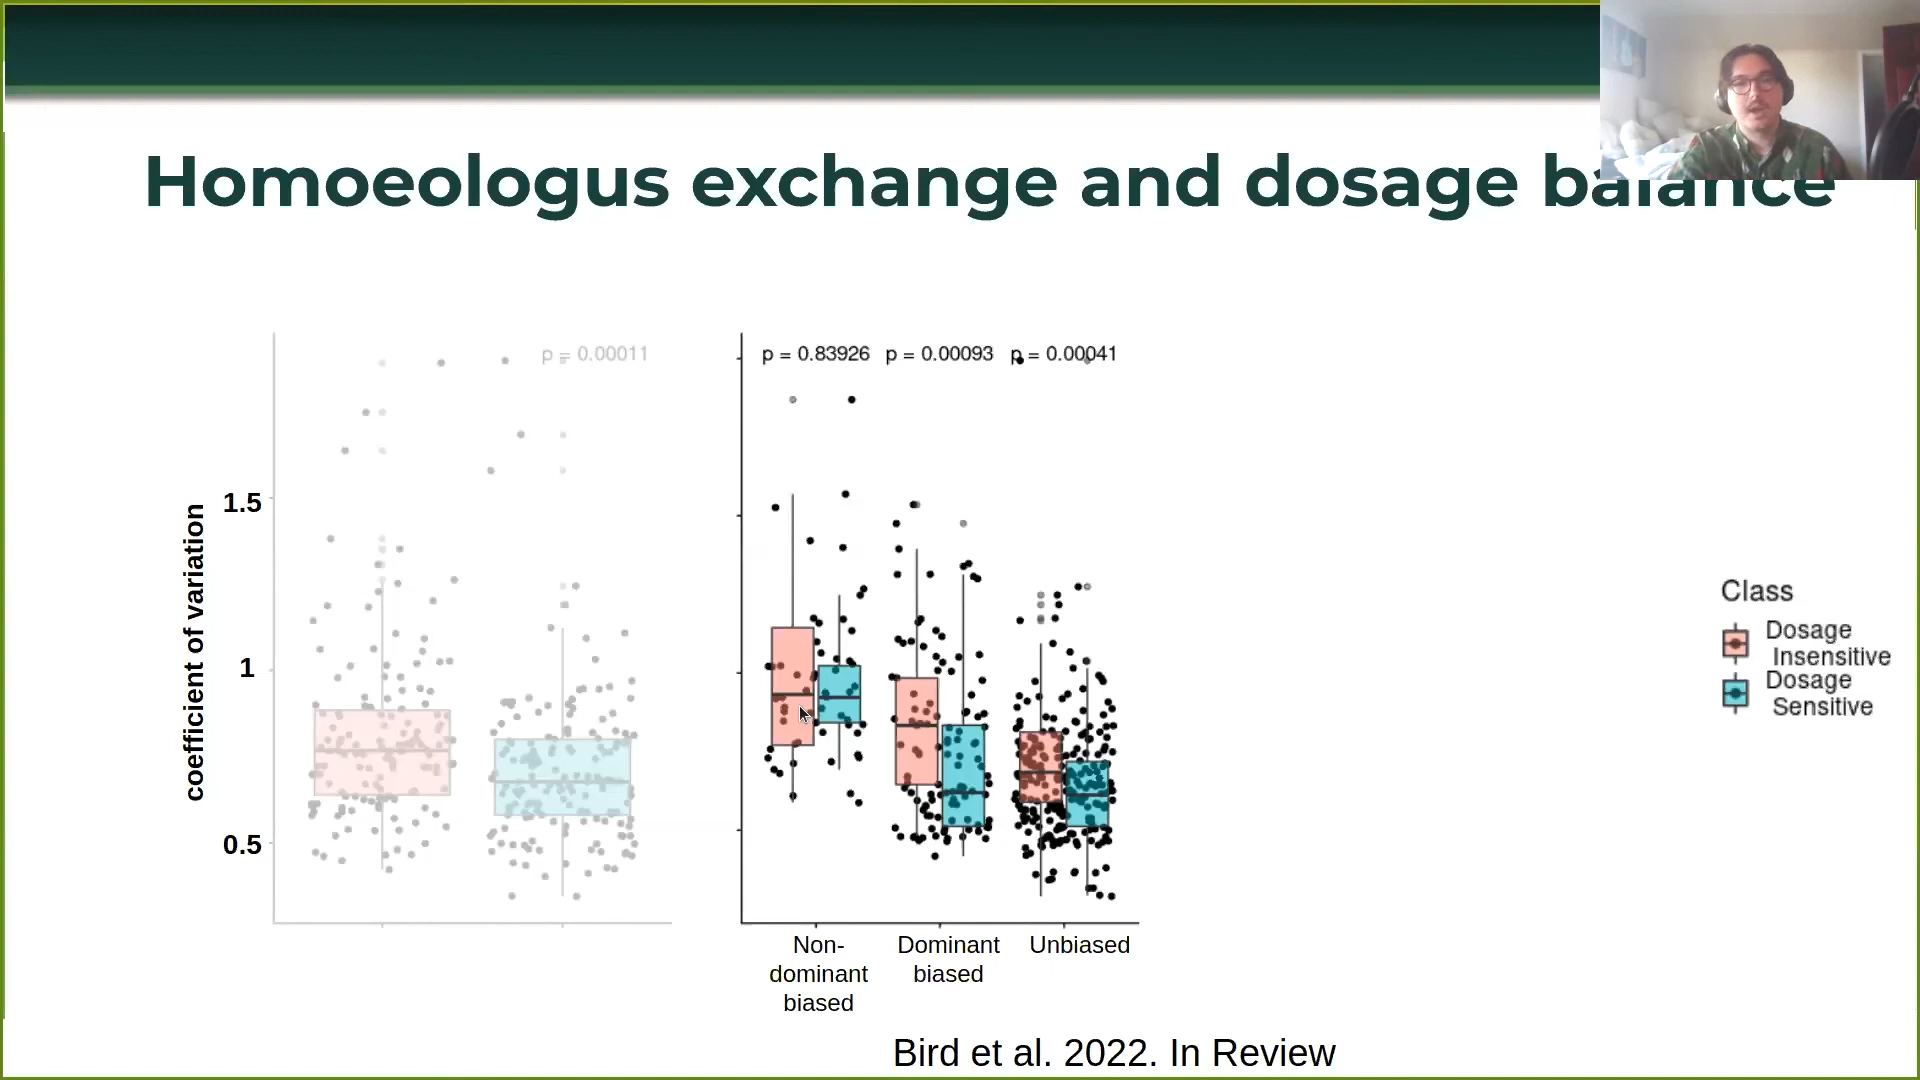 Homoeologus exchange and dosage balance
p = 0.00011
p = 0.83926 p = 0.00093 p = 0.00041
1.5
1
0.5
coefficient of variation
Class
Dosage
Insensitive
Dosage
Sensitive
Non-
dominant
biased
Dominant
biased
Unbiased
Bird et al. 2022. In Review